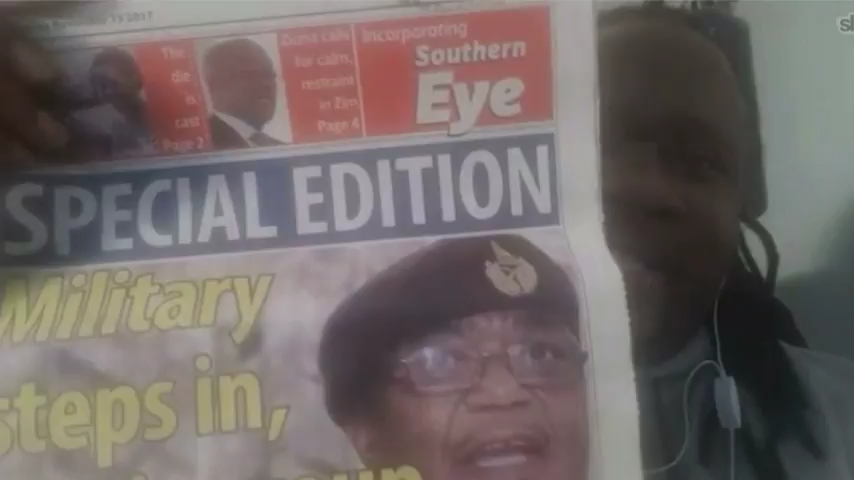 The
die
is
cast
Page 2
Zuma calls
for calm,
restraint
in Zim
Page 4
Incorporating
Southern
Eye
SPECIAL EDITION
Military
steps in,